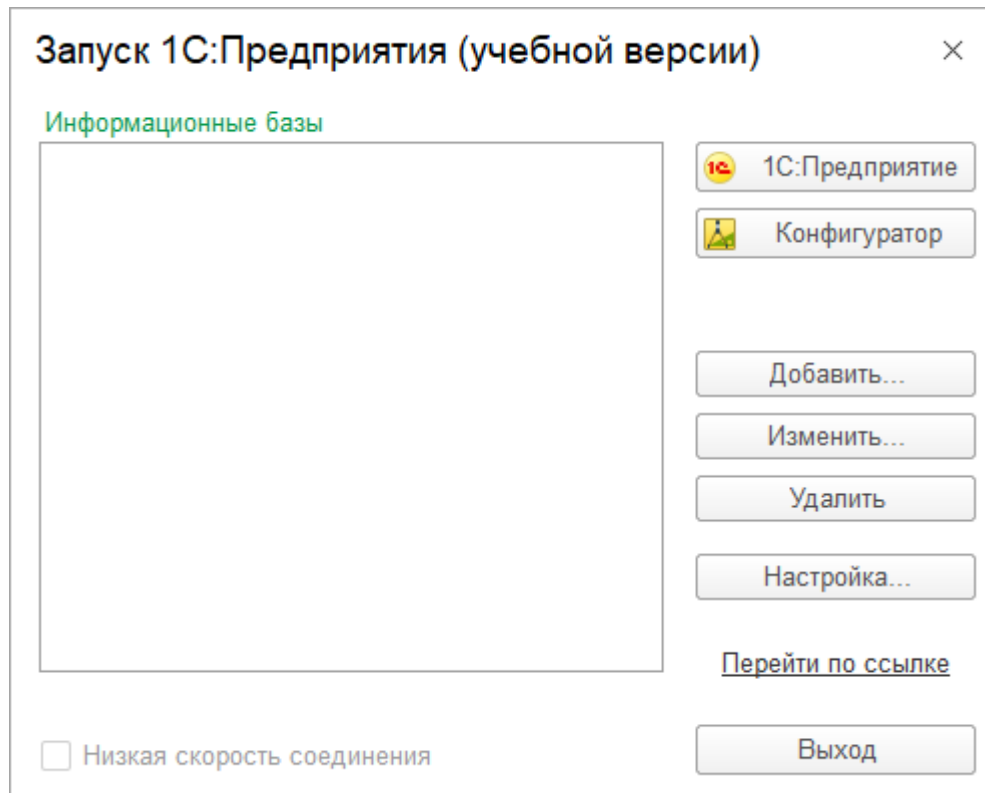 Запуск 1С:Предприятия (учебной версии)
Информационные базы
1С:Предприятие
Конфигуратор
Добавить...
Изменить...
Удалить
Настройка...
Перейти по ссылке
Низкая скорость соединения
Выход